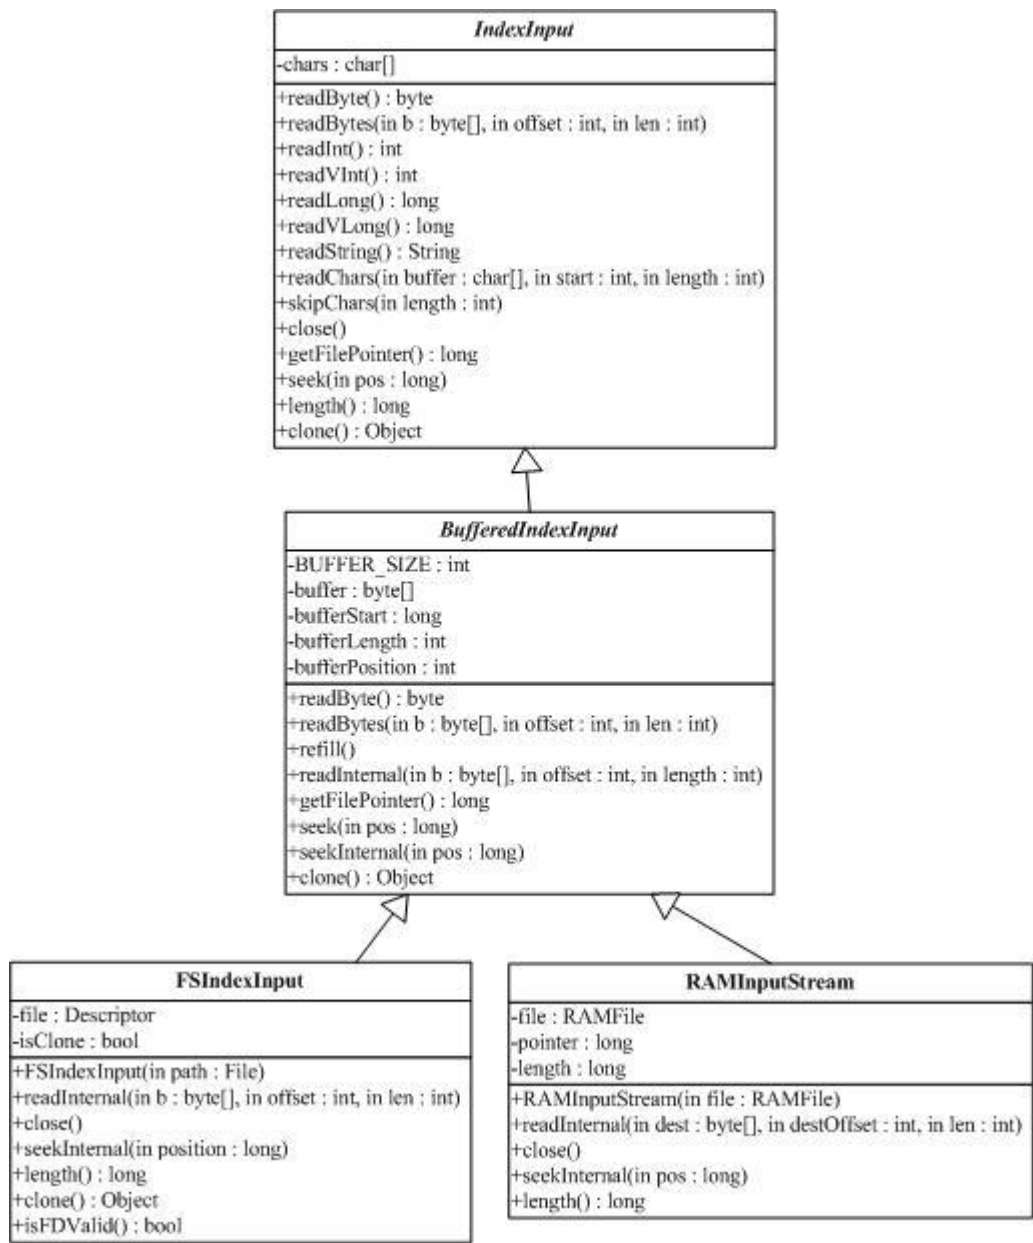 IndexInput
-chars : char[]
+readByte() : byte
+readBytes(in b : byte[], in offset : int, in len : int)
+readInt() : int
+readVInt() : int
+readLong() : long
+readVLong() : long
+readString() : String
+readChars(in buffer : char[], in start : int, in length : int)
+skipChars(in length : int)
+close()
+getFilePointer() : long
+seek(in pos : long)
+length() : long
+clone() : Object
BufferedIndexInput
-BUFFER_SIZE : int
-buffer : byte[]
-bufferStart : long
-bufferLength : int
-bufferPosition : int
+readByte() : byte
+readBytes(in b : byte[], in offset : int, in len : int)
+refill()
+readInternal(in b : byte[], in offset : int, in length : int)
+getFilePointer() : long
+seek(in pos : long)
+seekInternal(in pos : long)
+clone() : Object
FSIndexInput
-file : Descriptor
-isClone : bool
+FSIndexInput(in path : File)
+readInternal(in b : byte[], in offset : int, in len : int)
+close()
+seekInternal(in position : long)
+length() : long
+clone() : Object
+isFDValid() : bool
RAMInputStream
-file : RAMFile
-pointer : long
-length : long
+RAMInputStream(in file : RAMFile)
+readInternal(in dest : byte[], in destOffset : int, in len : int)
+close()
+seekInternal(in pos : long)
+length() : long